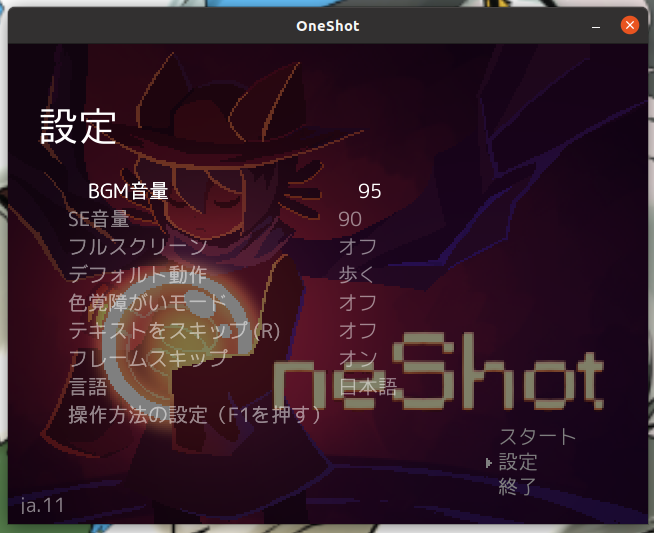 OneShot
設定
BGM音量 95
SE音量 90
フルスクリーン オフ
デフォルト動作 歩く
色覚障がいモード オフ
テキストをスキップ(R) オフ
フレームスキップ オン
言語 日本語
操作方法の設定（F1を押す）
neShot
スタート
設定
終了
ja.11